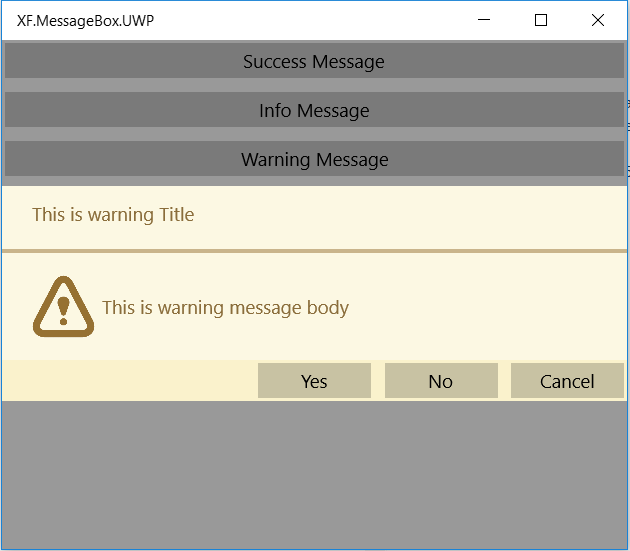 XF.MessageBox.UWP
Success Message
Info Message
Warning Message
This is warning Title
This is warning message body
Yes No Cancel